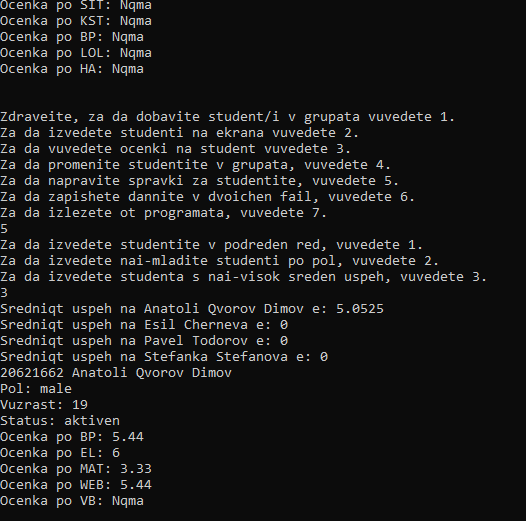 Ocenka po SIT: Nqma
Ocenka po KST: Nqma
Ocenka po BP: Nqma
Ocenka po LOL: Nqma
Ocenka po HA: Nqma
Zdraveite, za da dobavite student/i v grupata vuvedete 1.
Za da izvedete studenti na ekrana vuvedete 2.
Za da vuvedete ocenki na student vuvedete 3.
Za da promenite studentite v grupata, vuvedete 4.
Za da napravite spravki za studentite, vuvedete 5.
Za da zapishete dannite v dvoichen fail, vuvedete 6.
Za da izlezete ot programata, vuvedete 7.
5
Za da izvedete studentite v podreden red, vuvedete 1.
Za da izvedete nai-mladite studenti po pol, vuvedete 2.
Za da izvedete studenta s nai-visok sreden uspeh, vuvedete 3.
3
Sredniqt uspeh na Anatoli Qvorov Dimov e: 5.0525
Sredniqt uspeh na Esil Cherneva e: 0
Sredniqt uspeh na Pavel Todorov e: 0
Sredniqt uspeh na Stefanka Stefanova e: 0
20621662 Anatoli Qvorov Dimov
Pol: male
Vuzrast: 19
Status: aktiven
Ocenka po BP: 5.44
Ocenka po EL: 6
Ocenka po MAT: 3.33
Ocenka po WEB: 5.44
Ocenka po VB: Nqma